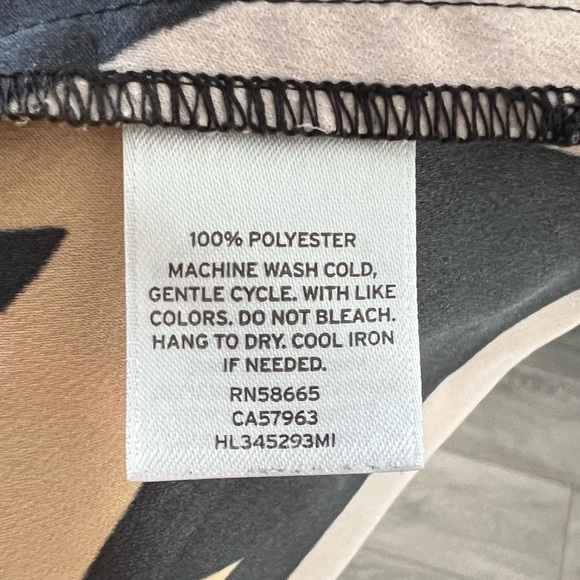 100% POLYESTER
MACHINE WASH COLD,
GENTLE CYCLE. WITH LIKE
COLORS. DO NOT BLEACH.
HANG TO DRY. COOL IRON
IF NEEDED.
RN58665
CA57963
HL345293MI